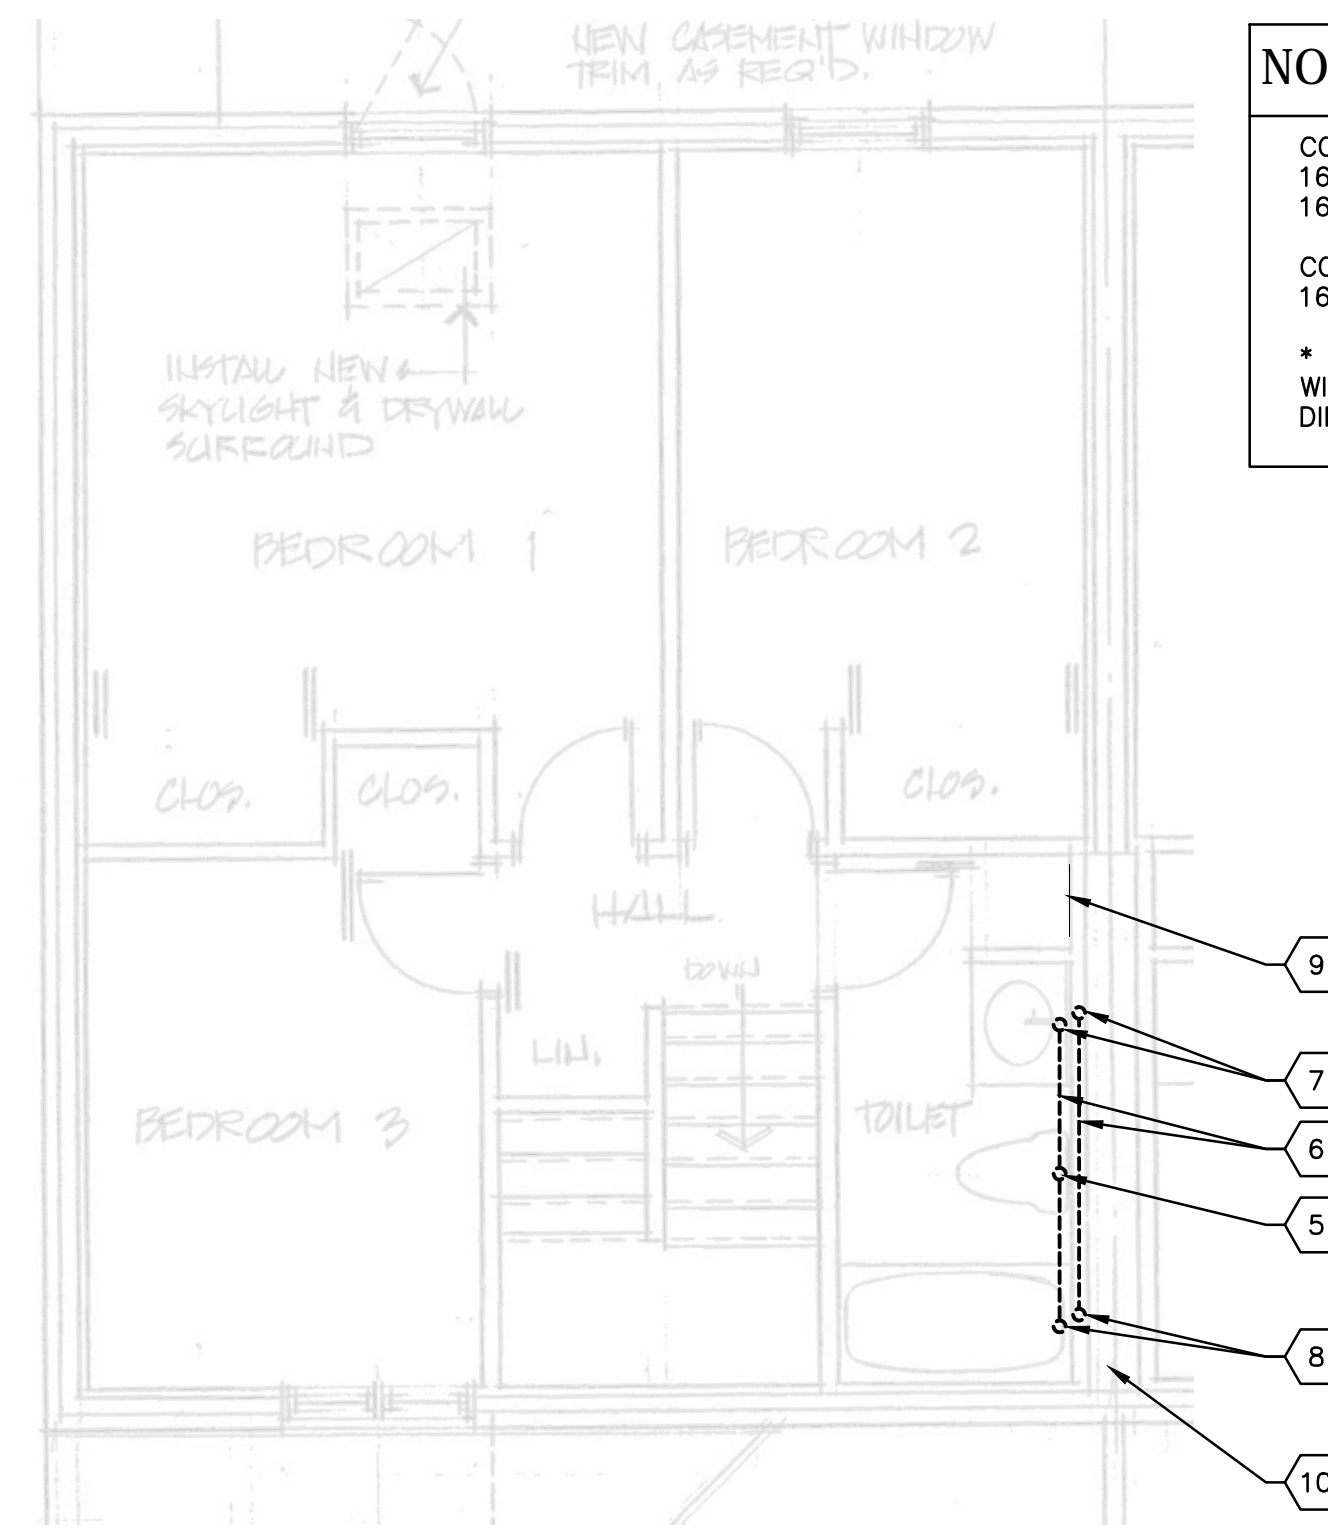 NEW CASEMENT WINDOW
TRIM AS REQ'D.
NO
CO
16
16
CO
16
*
WI
DI
INSTALL NEW
SKYLIGHT & DRYWALL
SURROUND
BEDROOM 1
BEDROOM 2
CLOS.
CLOS.
CLOS.
HALL
DOWN
9
LIN.
7
BEDROOM 3
TOILET
6
5
8
10